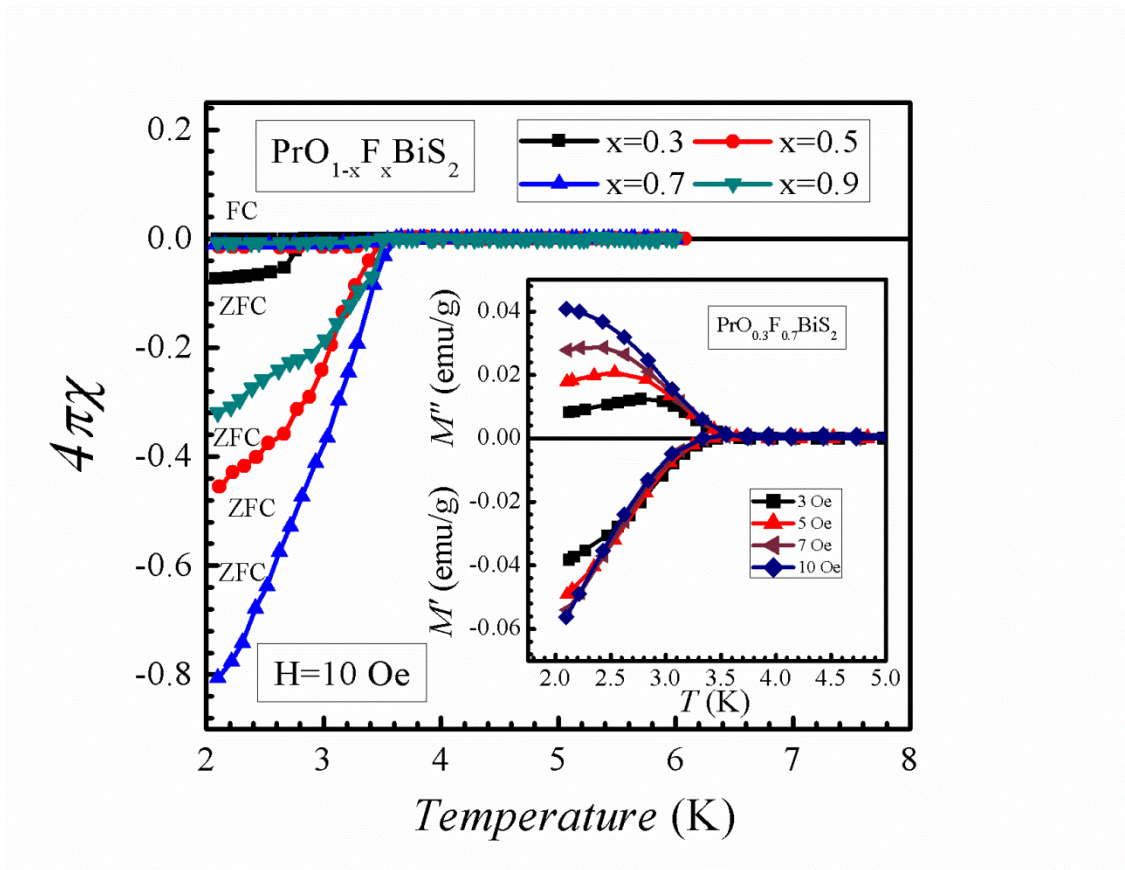 0.2
0.0
-0.2
-0.4
-0.6
-0.8
4πχ
PrO1-xFxBiS2
x=0.3 x=0.5
x=0.7 x=0.9
FC
ZFC
ZFC
ZFC
ZFC
H=10 Oe
2 3 4 5 6 7 8
Temperature (K)
0.04
0.02
0.00
-0.02
-0.04
-0.06
M'' (emu/g)
M' (emu/g)
PrO0.3F0.7BiS2
3 Oe
5 Oe
7 Oe
10 Oe
2.0 2.5 3.0 3.5 4.0 4.5 5.0
T (K)